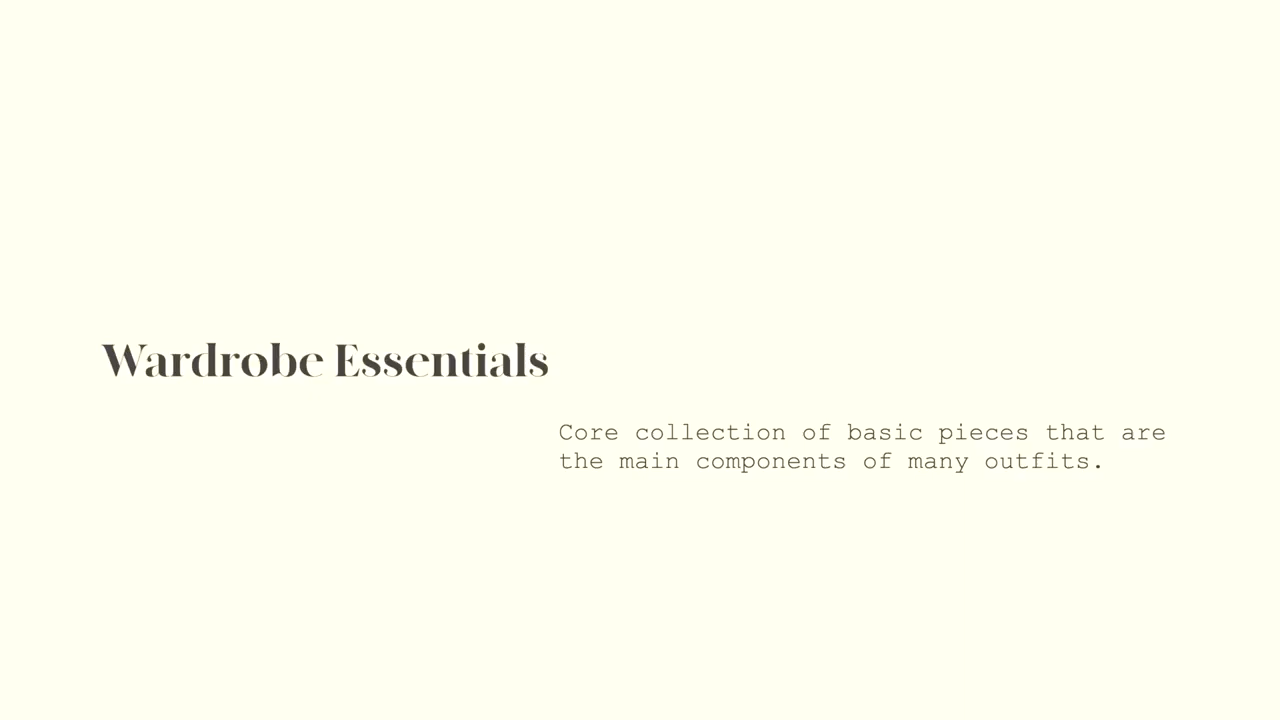 Wardrobe Essentials
Core collection of basic pieces that are
the main components of many outfits.